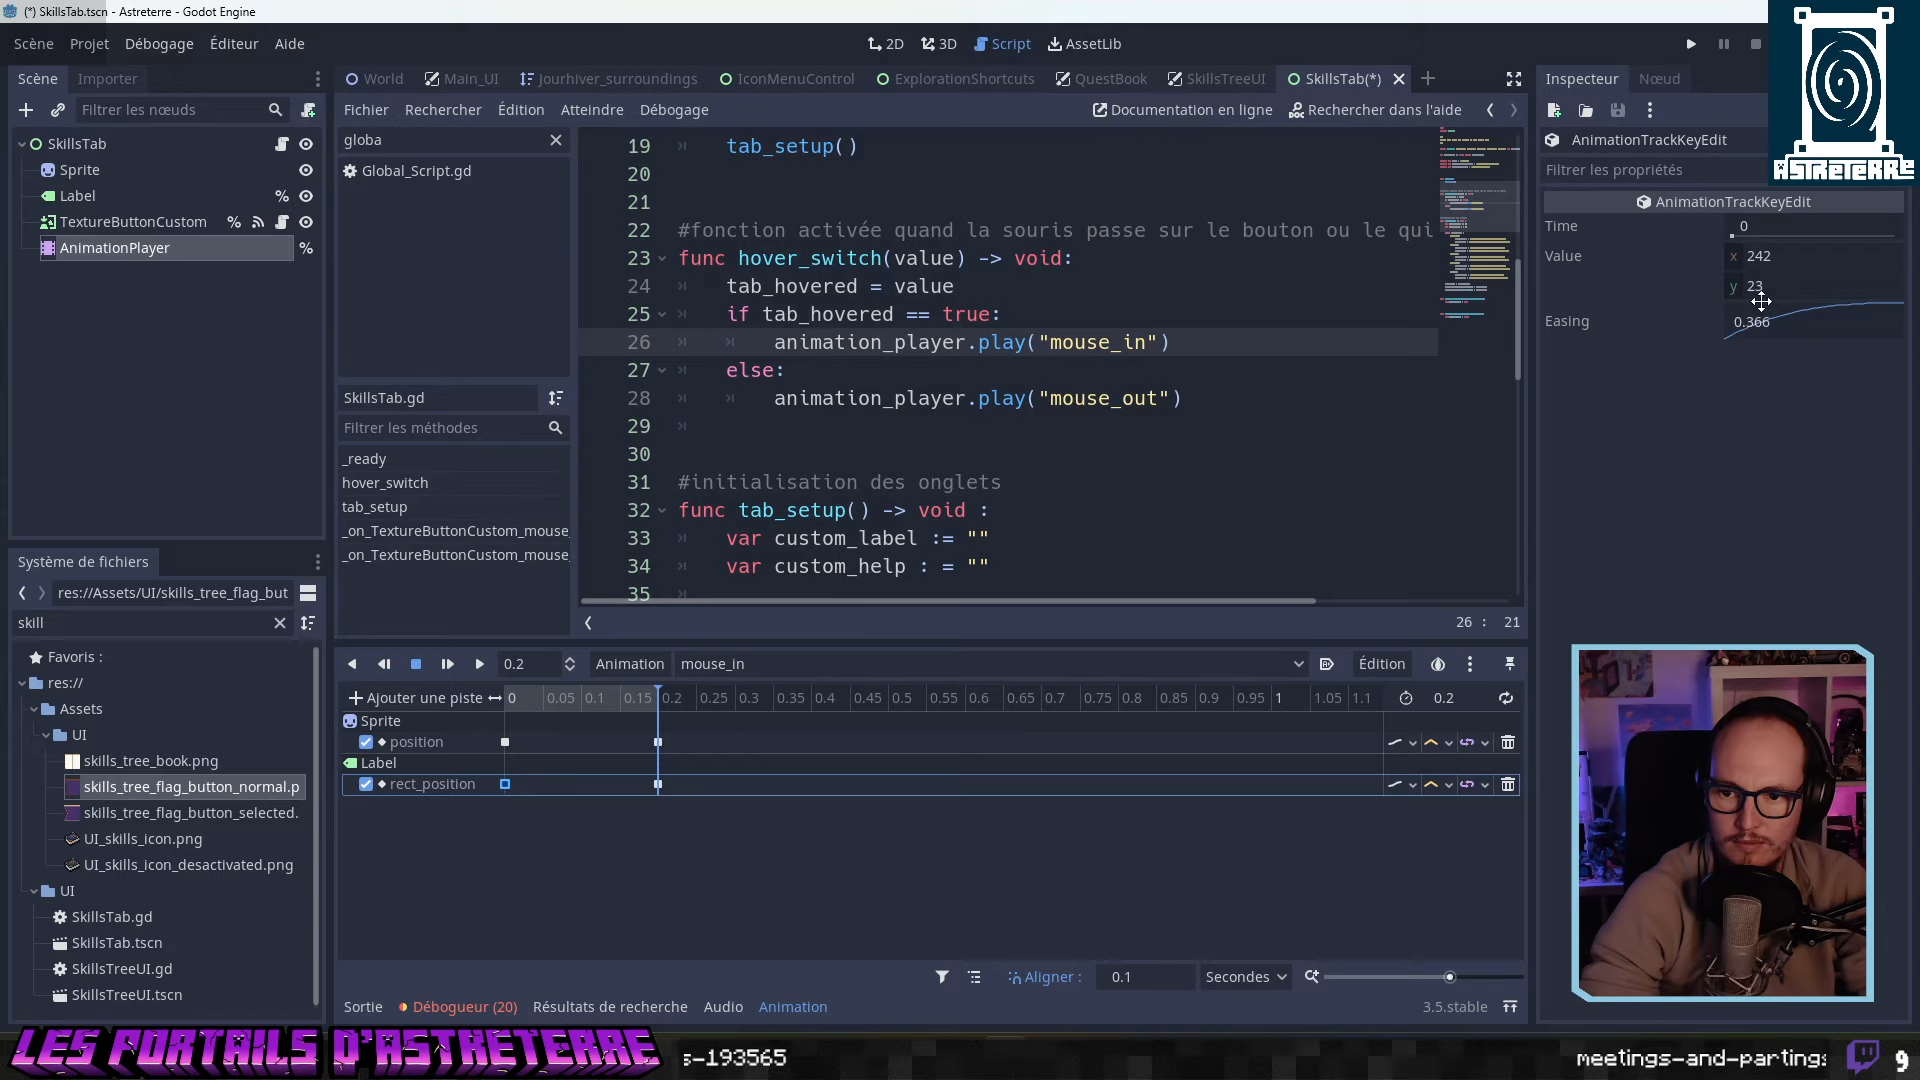 (*) SkillsTab.tscn - Astreterre - Godot Engine
Scène Projet Débogage Éditeur Aide
2D 3D Script AssetLib
ASTRETERRE
Scène Importer
World Main_UI Jourhiver_surroundings IconMenuControl ExplorationShortcuts QuestBook SkillsTreeUI SkillsTab(*)
Inspecteur Nœud
Filtrer les nœuds
Fichier Rechercher Édition Atteindre Débogage
Documentation en ligne Rechercher dans l'aide
SkillsTab
Sprite
Label %
TextureButtonCustom %
AnimationPlayer %
globa
Global_Script.gd
SkillsTab.gd
Filtrer les méthodes
_ready
hover_switch
tab_setup
_on_TextureButtonCustom_mouse_
_on_TextureButtonCustom_mouse_
19 tab_setup()
20
21
22 #fonction activée quand la souris passe sur le bouton ou le qui
23 func hover_switch(value) -> void:
24 tab_hovered = value
25 if tab_hovered == true:
26 animation_player.play("mouse_in")
27 else:
28 animation_player.play("mouse_out")
29
30
31 #initialisation des onglets
32 func tab_setup() -> void :
33 var custom_label := ""
34 var custom_help : = ""
35
26 : 21
AnimationTrackKeyEdit
Filtrer les propriétés
AnimationTrackKeyEdit
Time 0
Value x 242
y 23
Easing 0.366
Système de fichiers
res://Assets/UI/skills_tree_flag_but
skill
Favoris :
res://
Assets
UI
skills_tree_book.png
skills_tree_flag_button_normal.p
skills_tree_flag_button_selected.
UI_skills_icon.png
UI_skills_icon_desactivated.png
UI
SkillsTab.gd
SkillsTab.tscn
SkillsTreeUI.gd
SkillsTreeUI.tscn
0.2 Animation mouse_in Édition
Ajouter une piste 0 0.05 0.1 0.15 0.2 0.25 0.3 0.35 0.4 0.45 0.5 0.55 0.6 0.65 0.7 0.75 0.8 0.85 0.9 0.95 1 1.05 1.1 0.2
Sprite
position
Label
rect_position
Aligner : 0.1 Secondes
Sortie Débogueur (20) Résultats de recherche Audio Animation 3.5.stable
LES PORTAILS D'ASTRETERRE
s-193565
meetings-and-partings
9